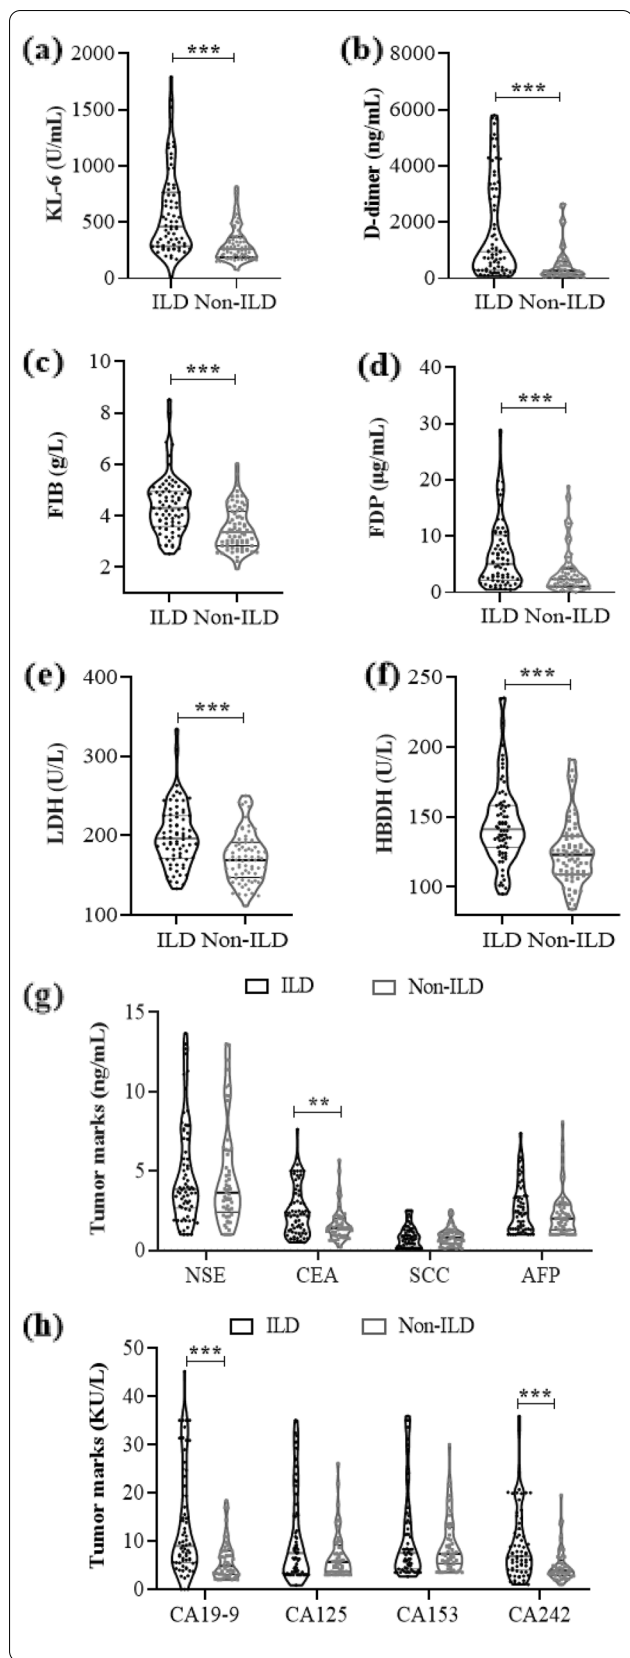 (a)
KL-6 (U/mL)
2000
1500
1000
500
0
***
ILD Non-ILD
(b)
D-dimer (ng/mL)
8000
6000
4000
2000
0
***
ILD Non-ILD
(c)
FIB (g/L)
10
8
6
4
2
***
ILD Non-ILD
(d)
FDP (µg/mL)
40
30
20
10
0
***
ILD Non-ILD
(e)
LDH (U/L)
400
300
200
100
***
ILD Non-ILD
(f)
HBDH (U/L)
250
200
150
100
***
ILD Non-ILD
(g)
ILD Non-ILD
Tumor marks (ng/mL)
15
10
5
0
**
NSE CEA SCC AFP
(h)
ILD Non-ILD
Tumor marks (KU/L)
50
40
30
20
10
0
***
***
CA19-9 CA125 CA153 CA242